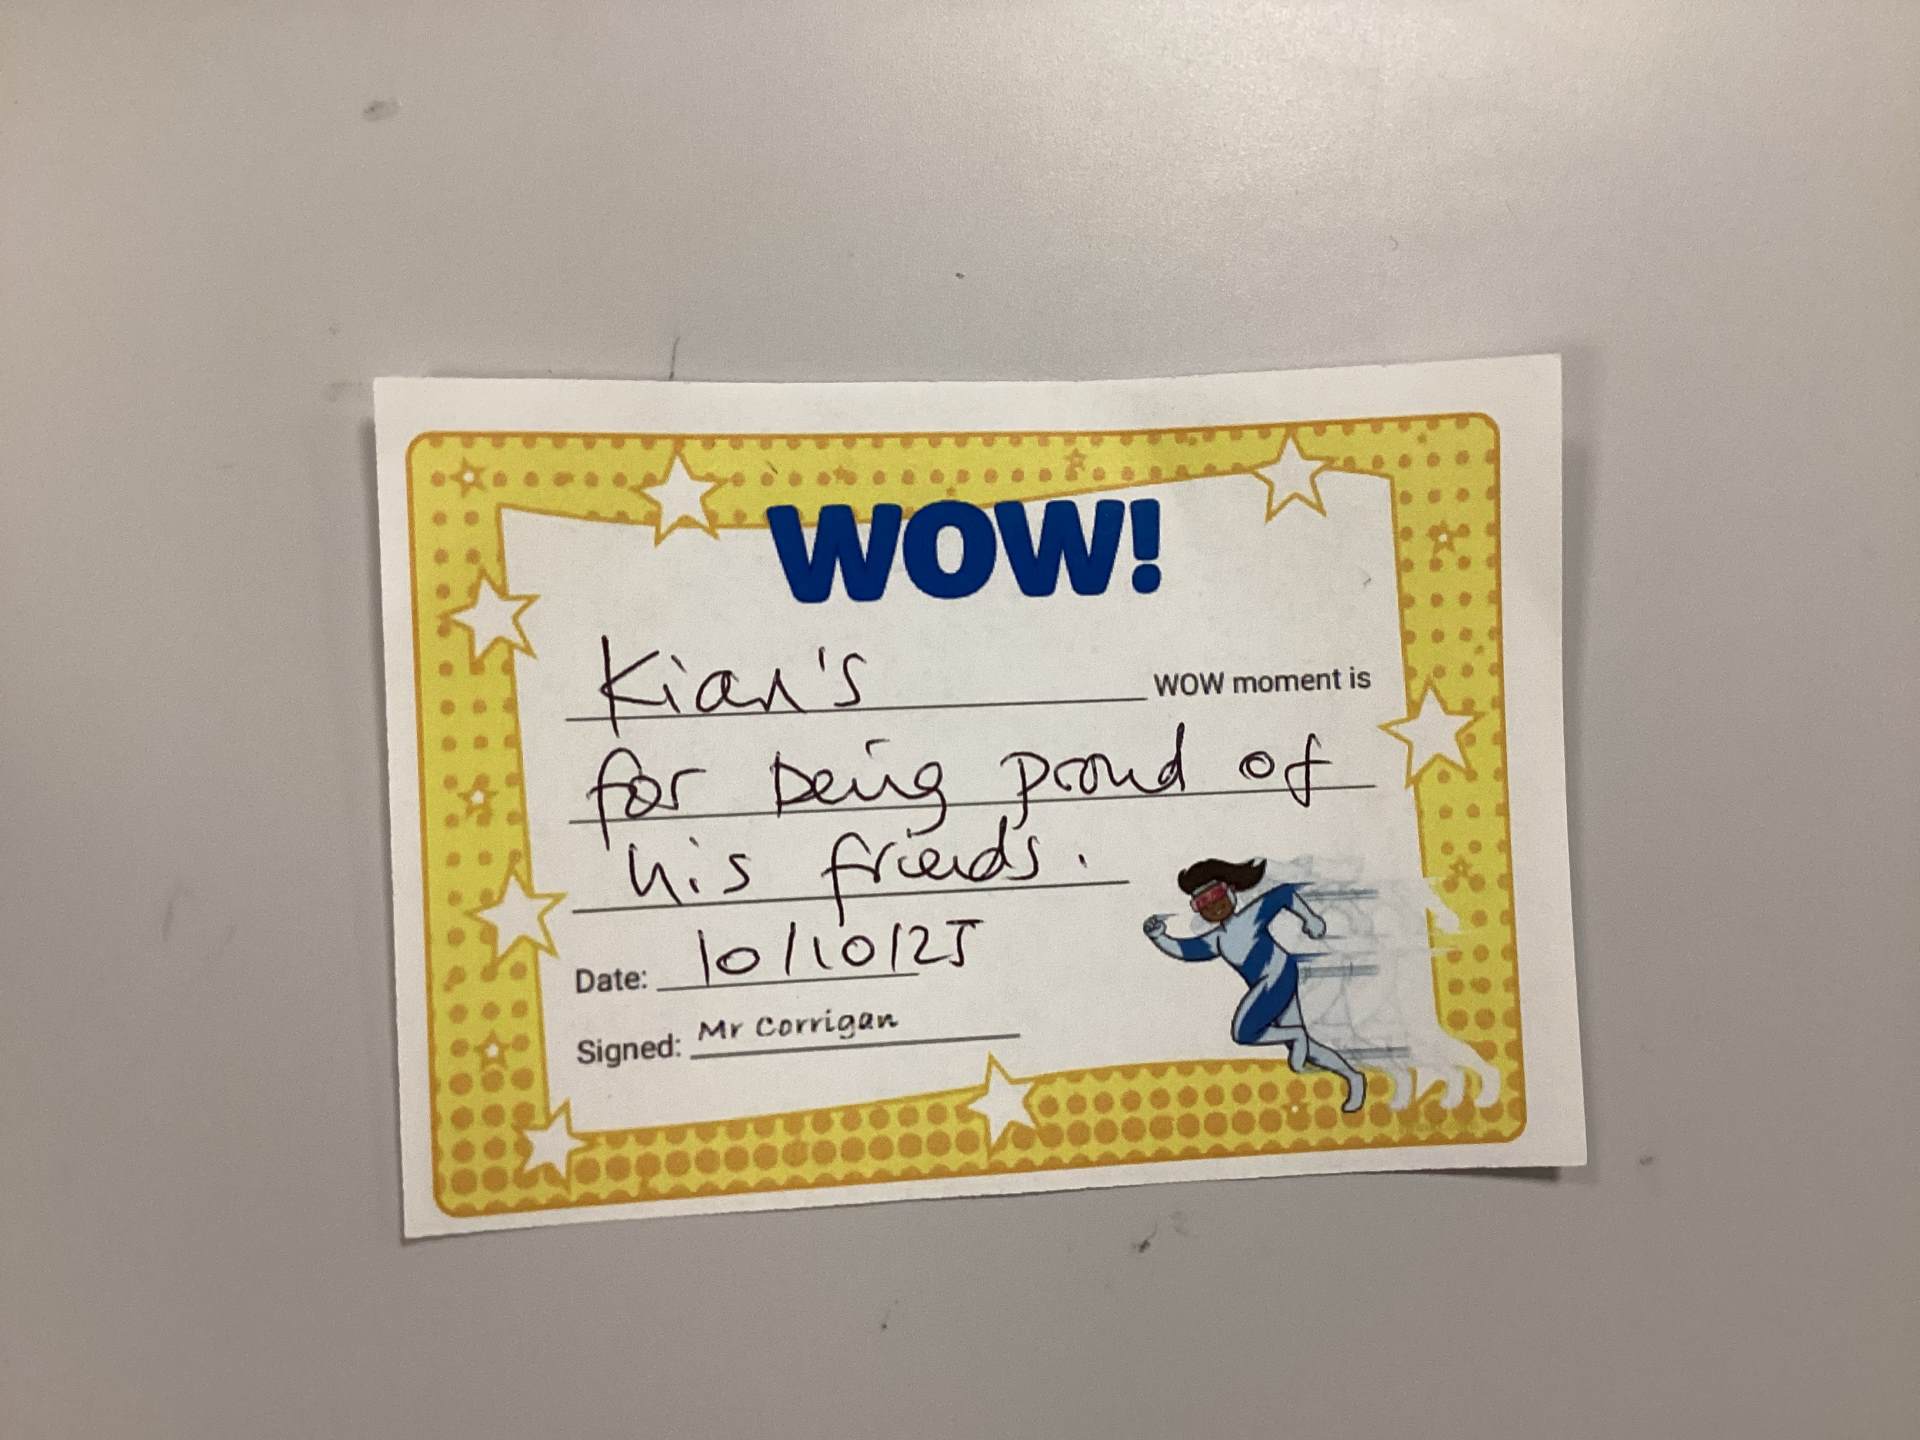 WOW!
Kian's WOW moment is
for being proud of
his friends.
Date: 10/10/25
Signed: Mr Corrigan